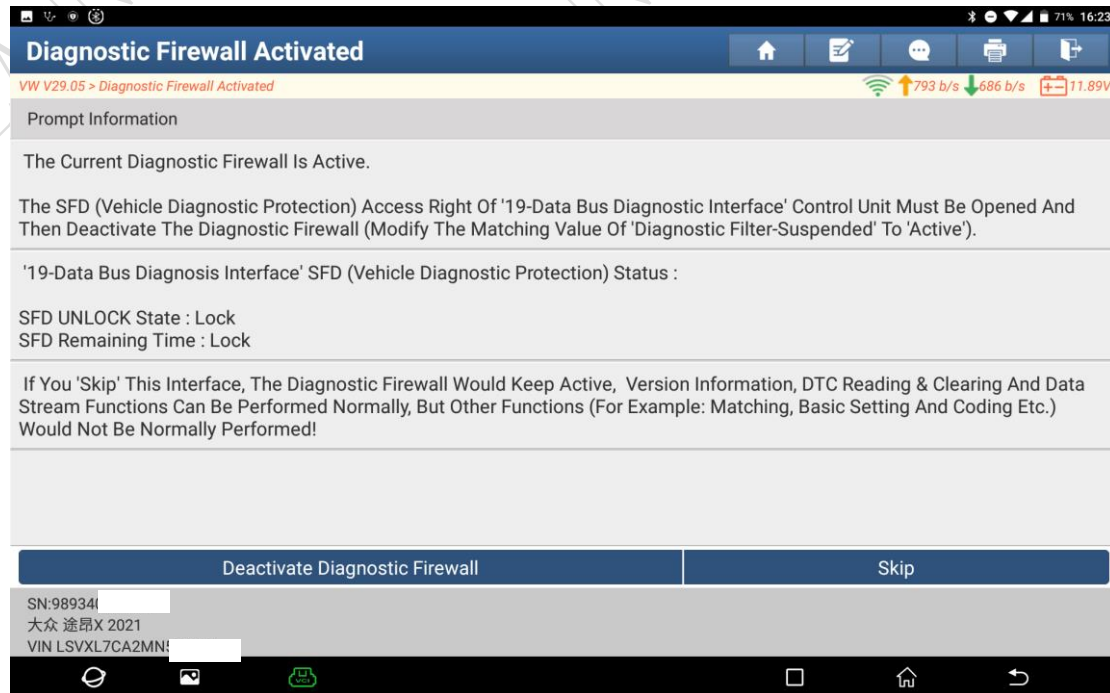 71% 16:23
Diagnostic Firewall Activated
VW V29.05 > Diagnostic Firewall Activated
793 b/s 686 b/s 11.89V
Prompt Information
The Current Diagnostic Firewall Is Active.
The SFD (Vehicle Diagnostic Protection) Access Right Of '19-Data Bus Diagnostic Interface' Control Unit Must Be Opened And
Then Deactivate The Diagnostic Firewall (Modify The Matching Value Of 'Diagnostic Filter-Suspended' To 'Active').
'19-Data Bus Diagnosis Interface' SFD (Vehicle Diagnostic Protection) Status :
SFD UNLOCK State : Lock
SFD Remaining Time : Lock
If You 'Skip' This Interface, The Diagnostic Firewall Would Keep Active, Version Information, DTC Reading & Clearing And Data
Stream Functions Can Be Performed Normally, But Other Functions (For Example: Matching, Basic Setting And Coding Etc.)
Would Not Be Normally Performed!
Deactivate Diagnostic Firewall
Skip
SN:98934
大众 途昂X 2021
VIN LSVXL7CA2MN
VCI